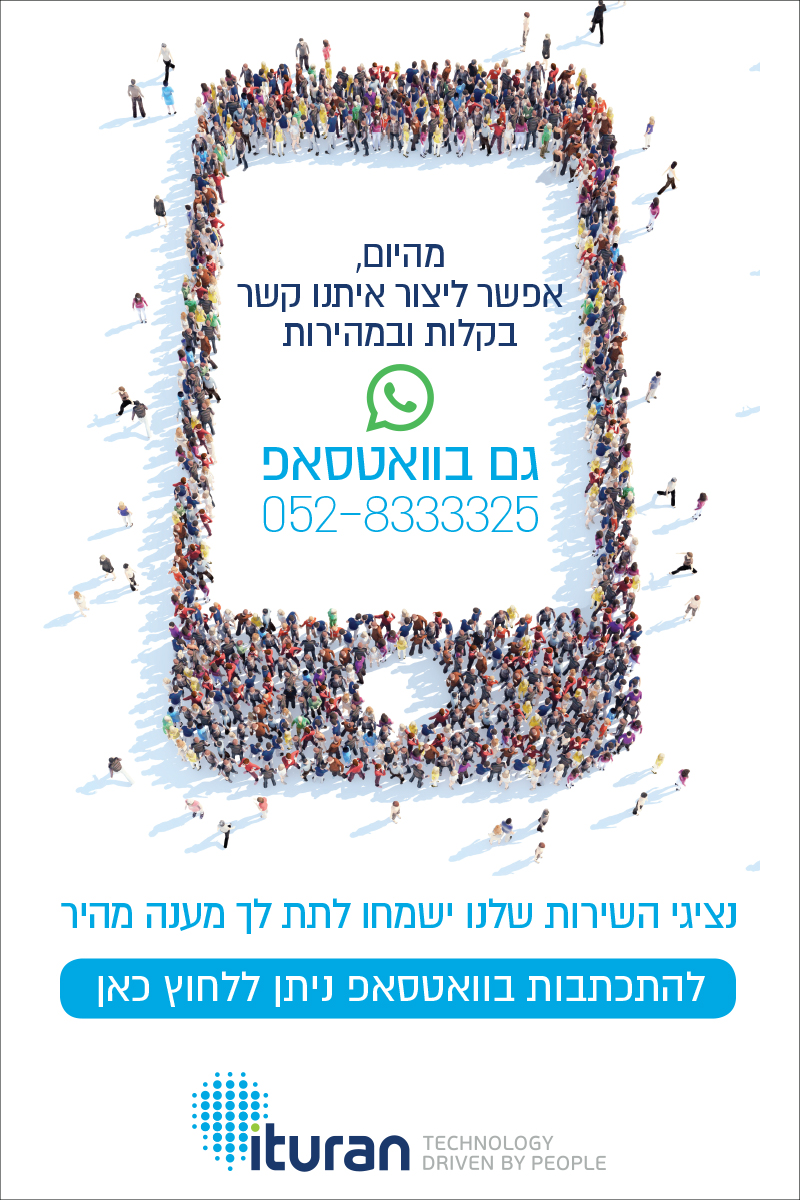 מהיום,
אפשר ליצור איתנו קשר
בקלות ובמהירות
גם בוואטסאפ
052-8333325
נציגי השירות שלנו ישמחו לתת לך מענה מהיר
להתכתבות בוואטסאפ ניתן ללחוץ כאן
ituran
TECHNOLOGY
DRIVEN BY PEOPLE